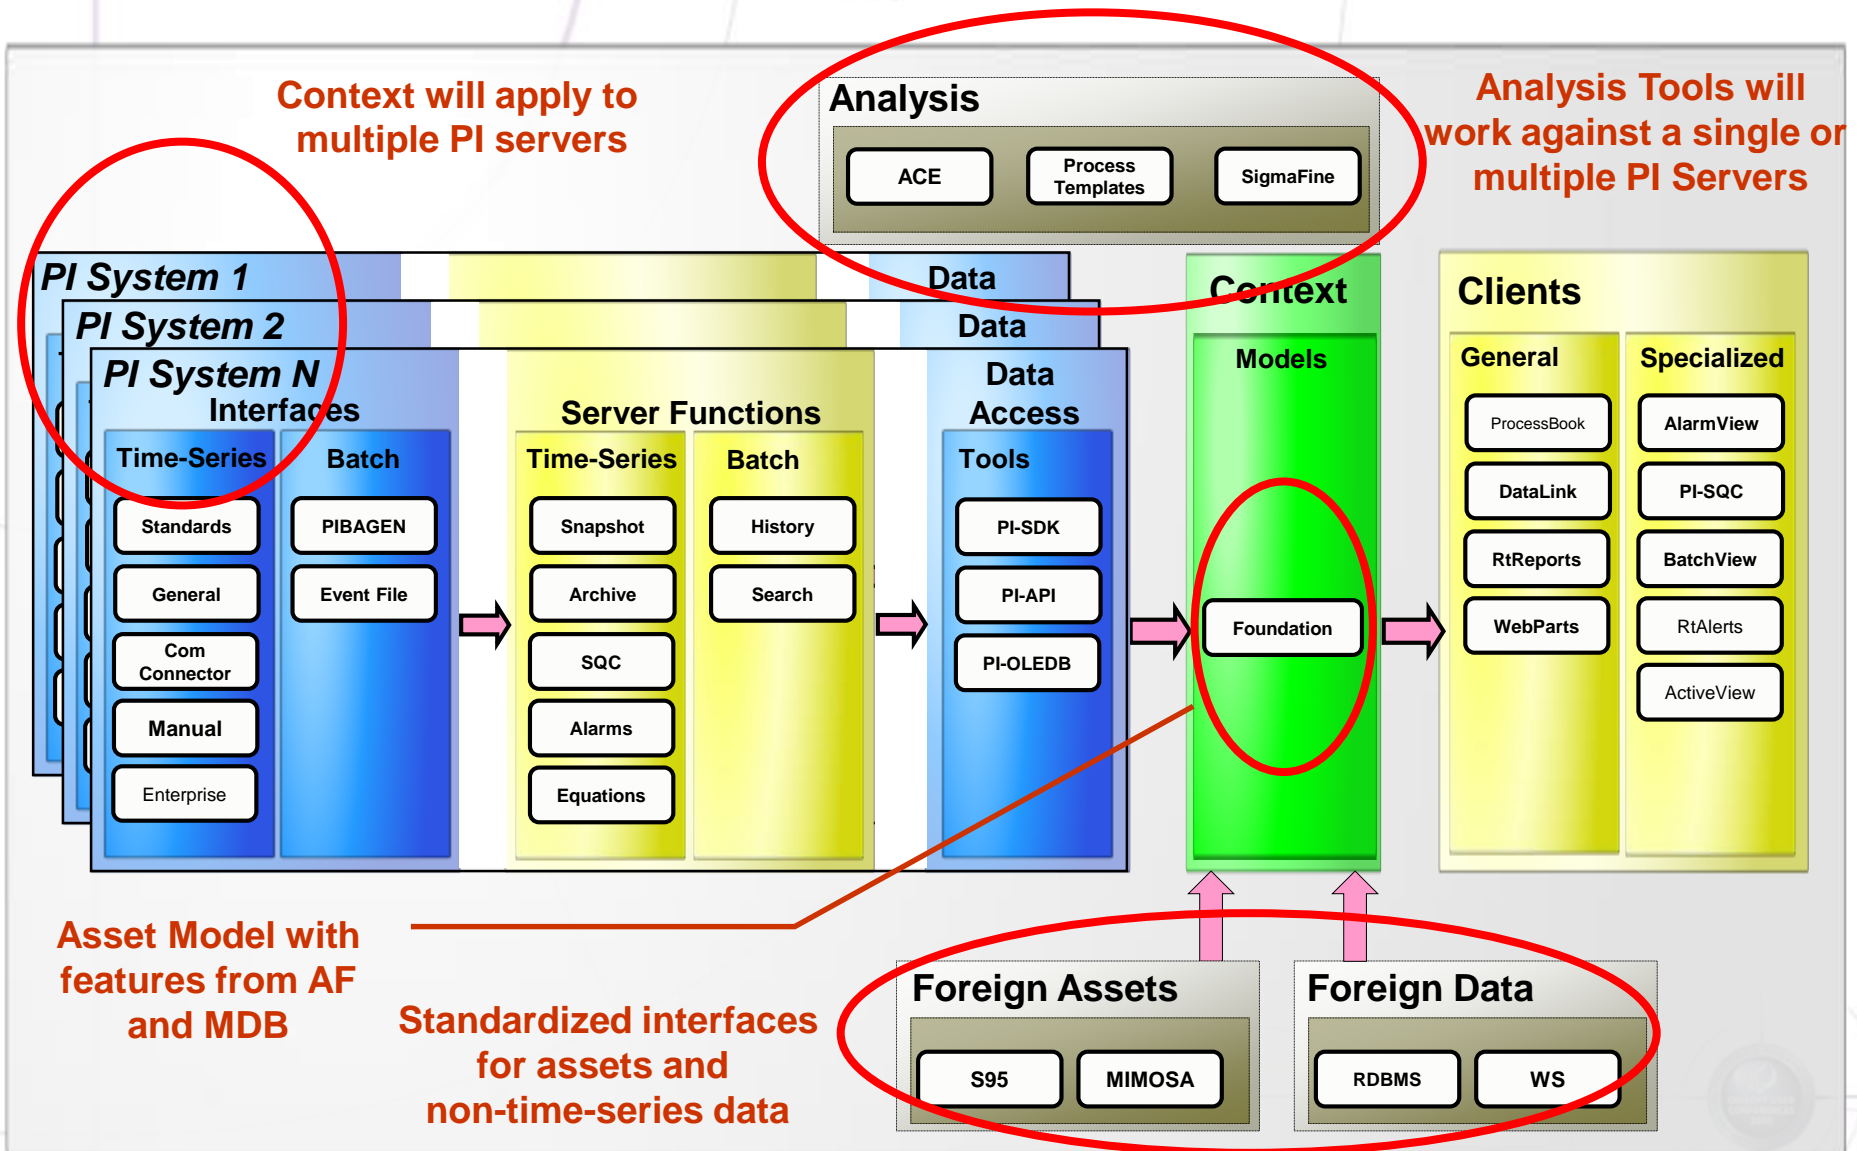 Context will apply to
multiple PI servers
Analysis
ACE
Process
Templates
SigmaFine
Analysis Tools will
work against a single or
multiple PI Servers
PI System 1
Data
PI System 2
Data
PI System N
Interfaces
Time-Series
Standards
General
Com
Connector
Manual
Enterprise
Batch
PIBAGEN
Event File
Server Functions
Time-Series
Snapshot
Archive
SQC
Alarms
Equations
Batch
History
Search
Data
Access
Tools
PI-SDK
PI-API
PI-OLEDB
Context
Models
Foundation
Clients
General
ProcessBook
DataLink
RtReports
WebParts
Specialized
AlarmView
PI-SQC
BatchView
RtAlerts
ActiveView
Asset Model with
features from AF
and MDB
Standardized interfaces
for assets and
non-time-series data
Foreign Assets
S95
MIMOSA
Foreign Data
RDBMS
WS